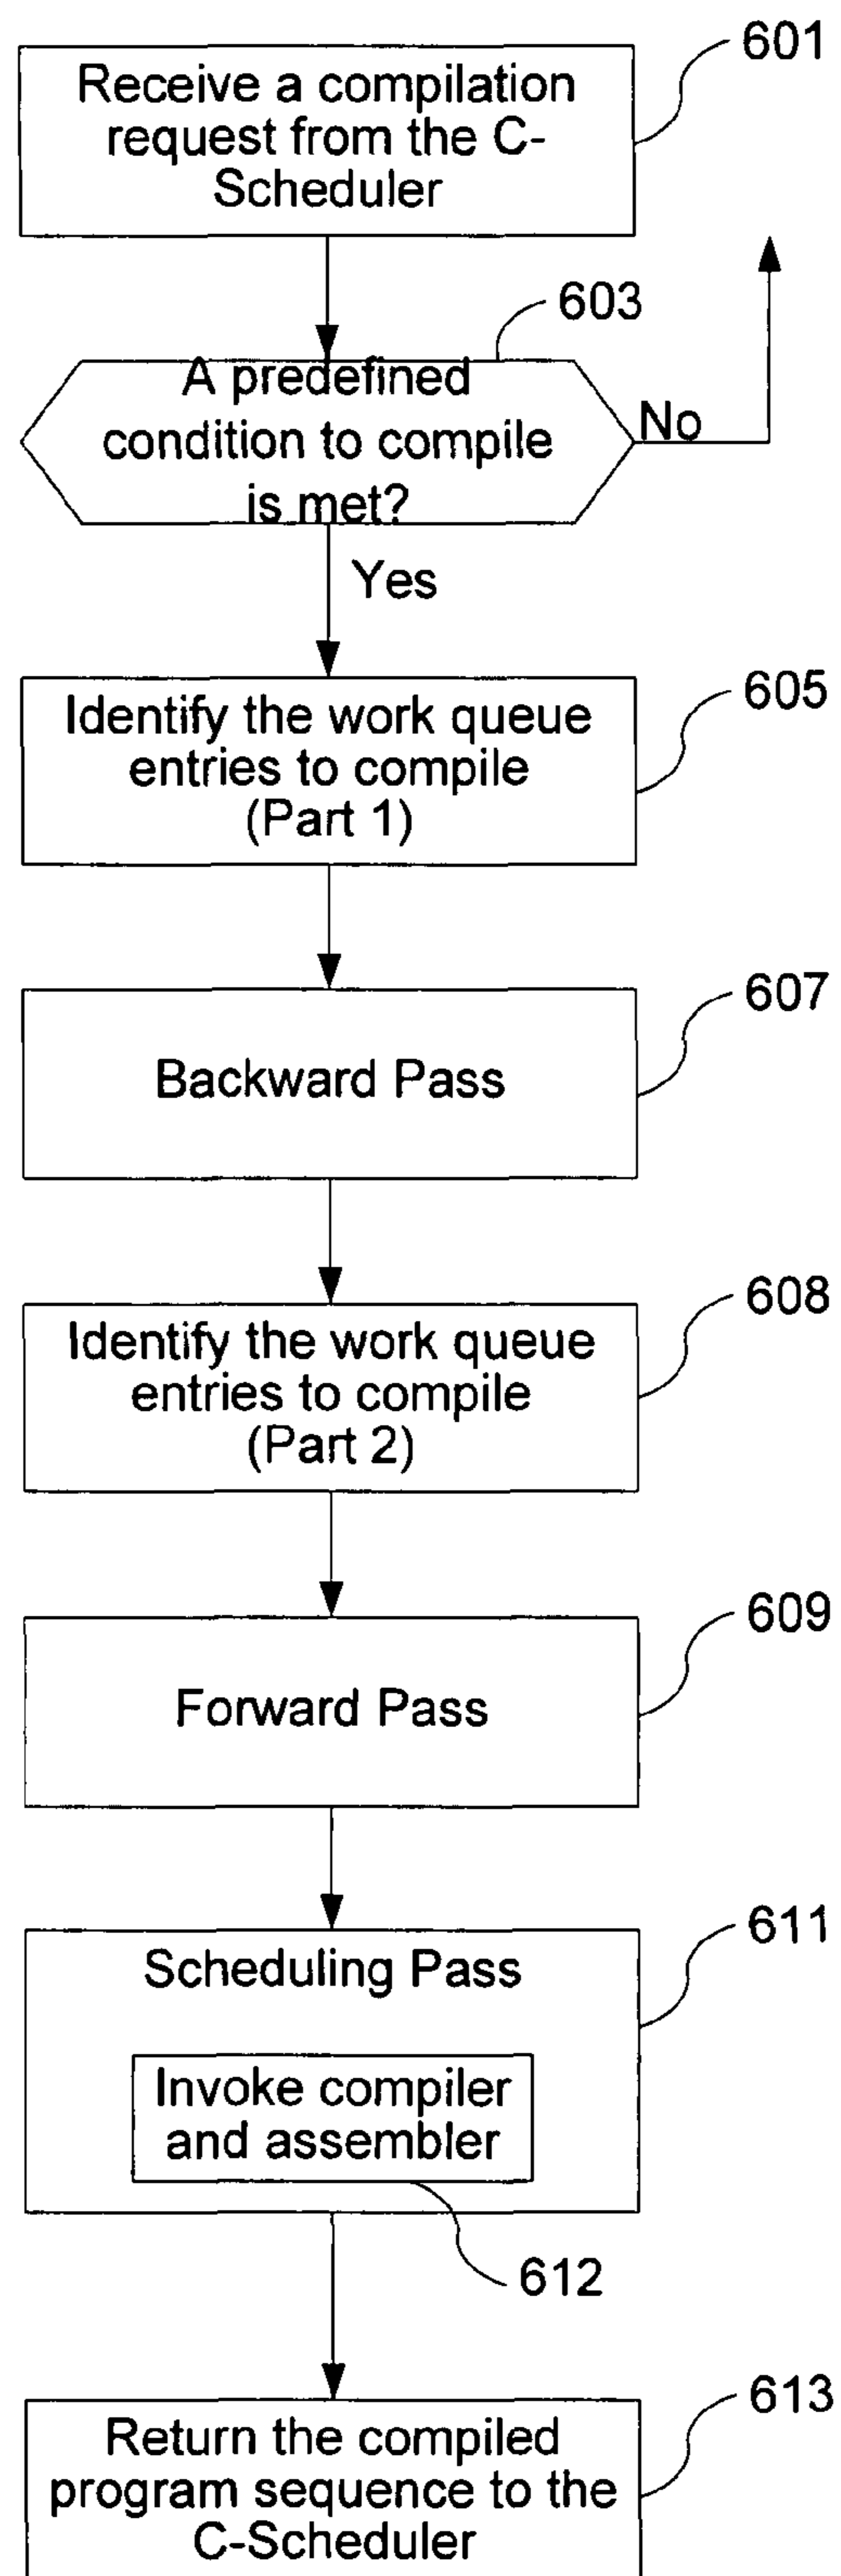 601
Receive a compilation
request from the C-
Scheduler
603
A predefined
condition to compile
is met?
No
Yes
605
Identify the work queue
entries to compile
(Part 1)
607
Backward Pass
608
Identify the work queue
entries to compile
(Part 2)
609
Forward Pass
611
Scheduling Pass
Invoke compiler
and assembler
612
613
Return the compiled
program sequence to the
C-Scheduler